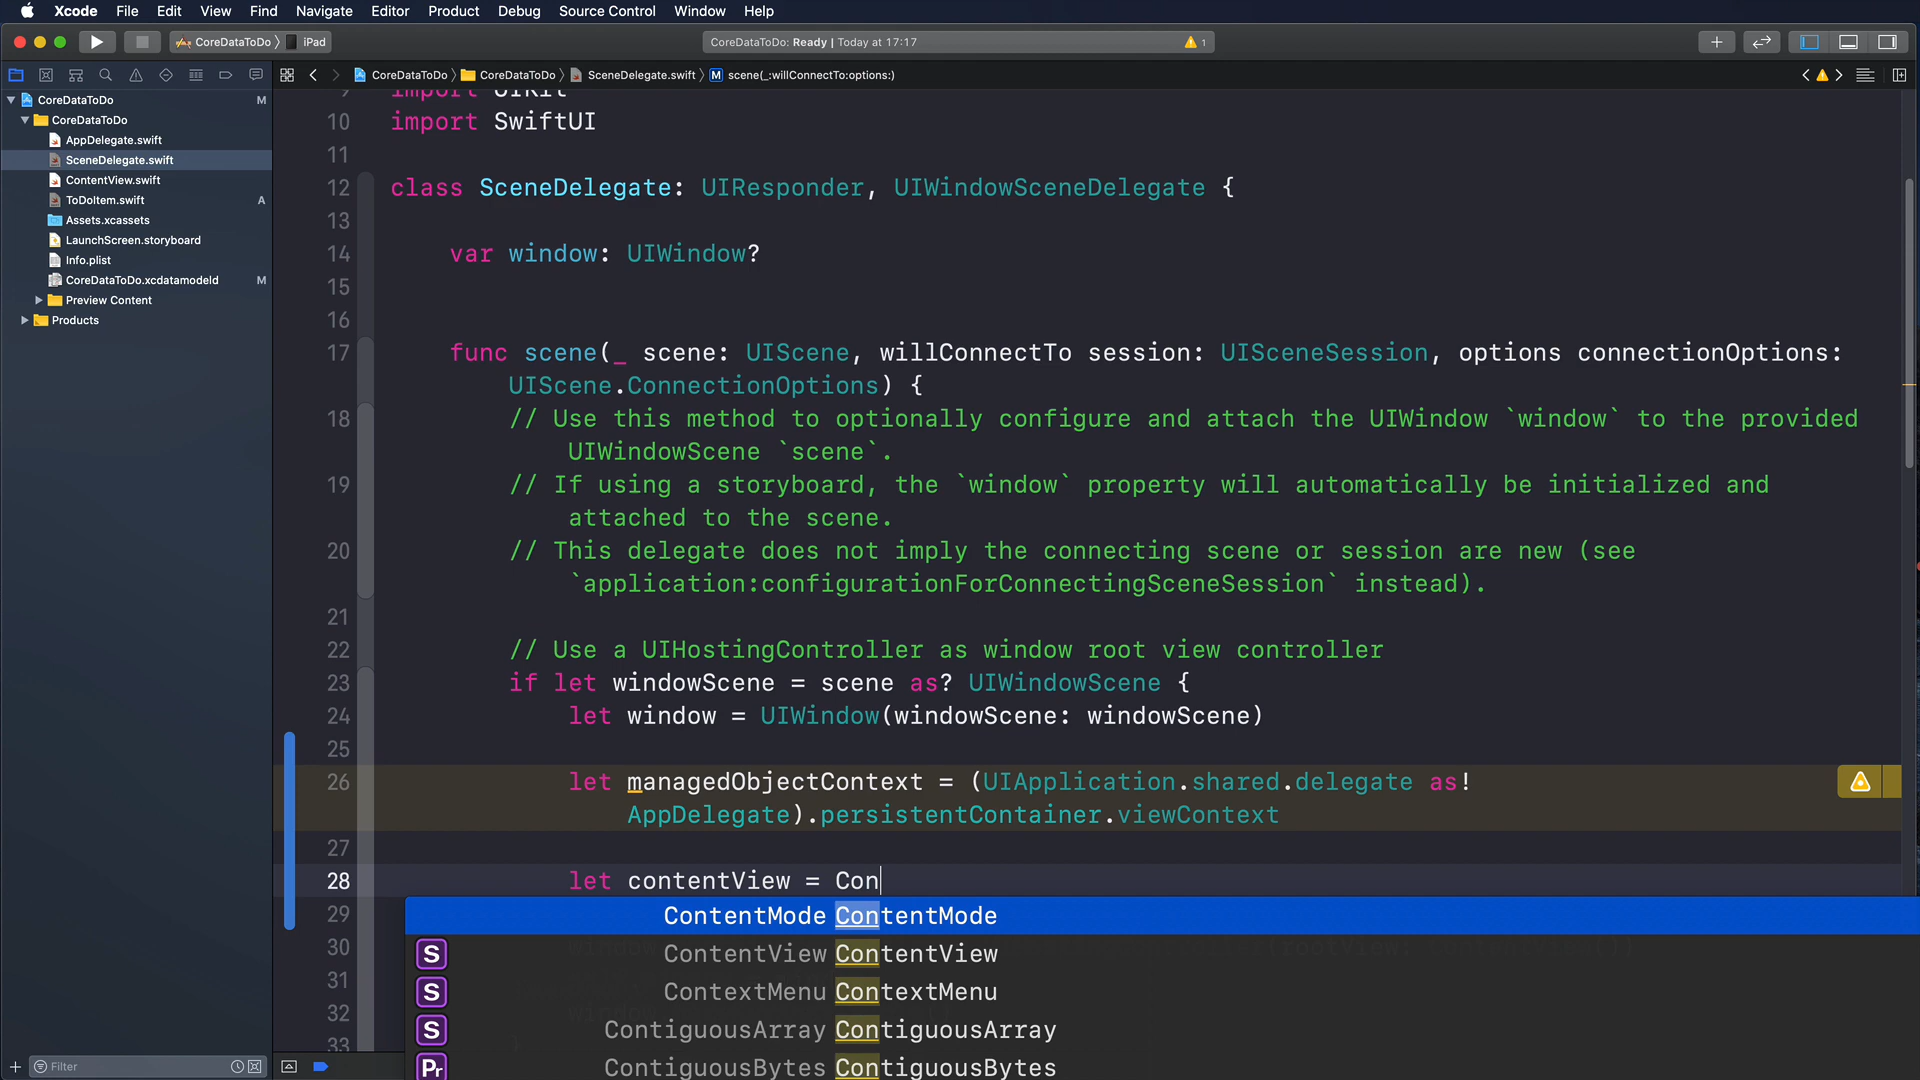 Xcode File Edit View Find Navigate Editor Product Debug Source Control Window Help
CoreDataToDo iPad
CoreDataToDo: Ready | Today at 17:17
1
CoreDataToDo CoreDataToDo SceneDelegate.swift M scene(_:willConnectTo:options:)
CoreDataToDo M
CoreDataToDo
AppDelegate.swift
SceneDelegate.swift
ContentView.swift
ToDoItem.swift A
Assets.xcassets
LaunchScreen.storyboard
Info.plist
CoreDataToDo.xcdatamodeld M
Preview Content
Products
Filter
9 import UIKit
10 import SwiftUI
11
12 class SceneDelegate: UIResponder, UIWindowSceneDelegate {
13
14 var window: UIWindow?
15
16
17 func scene(_ scene: UIScene, willConnectTo session: UISceneSession, options connectionOptions:
UIScene.ConnectionOptions) {
18 // Use this method to optionally configure and attach the UIWindow `window` to the provided
UIWindowScene `scene`.
19 // If using a storyboard, the `window` property will automatically be initialized and
attached to the scene.
20 // This delegate does not imply the connecting scene or session are new (see
`application:configurationForConnectingSceneSession` instead).
21
22 // Use a UIHostingController as window root view controller
23 if let windowScene = scene as? UIWindowScene {
24 let window = UIWindow(windowScene: windowScene)
25
26 let managedObjectContext = (UIApplication.shared.delegate as!
AppDelegate).persistentContainer.viewContext
27
28 let contentView = Con
29
30
31
32
33
ContentMode ContentMode
S ContentView ContentView
S ContextMenu ContextMenu
S ContiguousArray ContiguousArray
Pr ContiguousBytes ContiguousBytes